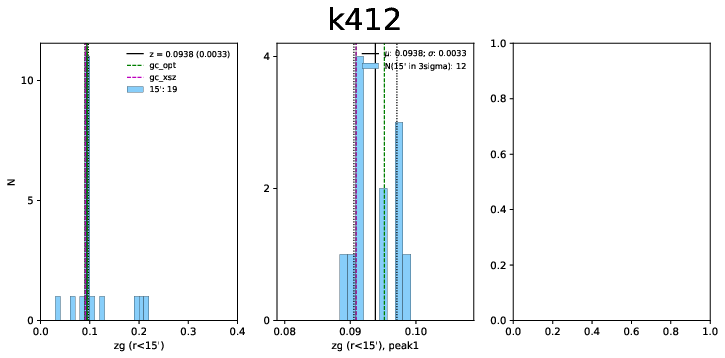 k412
z = 0.0938 (0.0033)
gc_opt
gc_xsz
15': 19
N
10
5
0
0.0 0.1 0.2 0.3 0.4
zg (r<15')
μ: 0.0938; σ: 0.0033
N(15' in 3sigma): 12
4
2
0
0.08 0.09 0.10
zg (r<15'), peak1
1.0
0.8
0.6
0.4
0.2
0.0
0.0 0.2 0.4 0.6 0.8 1.0